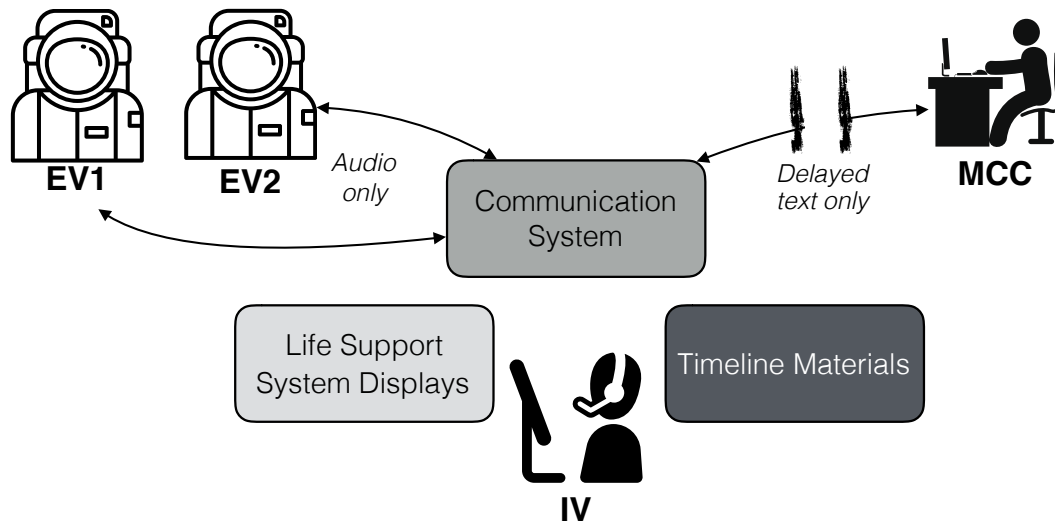 EV1
EV2
Audio
only
Communication
System
Delayed
text only
MCC
Life Support
System Displays
Timeline Materials
IV